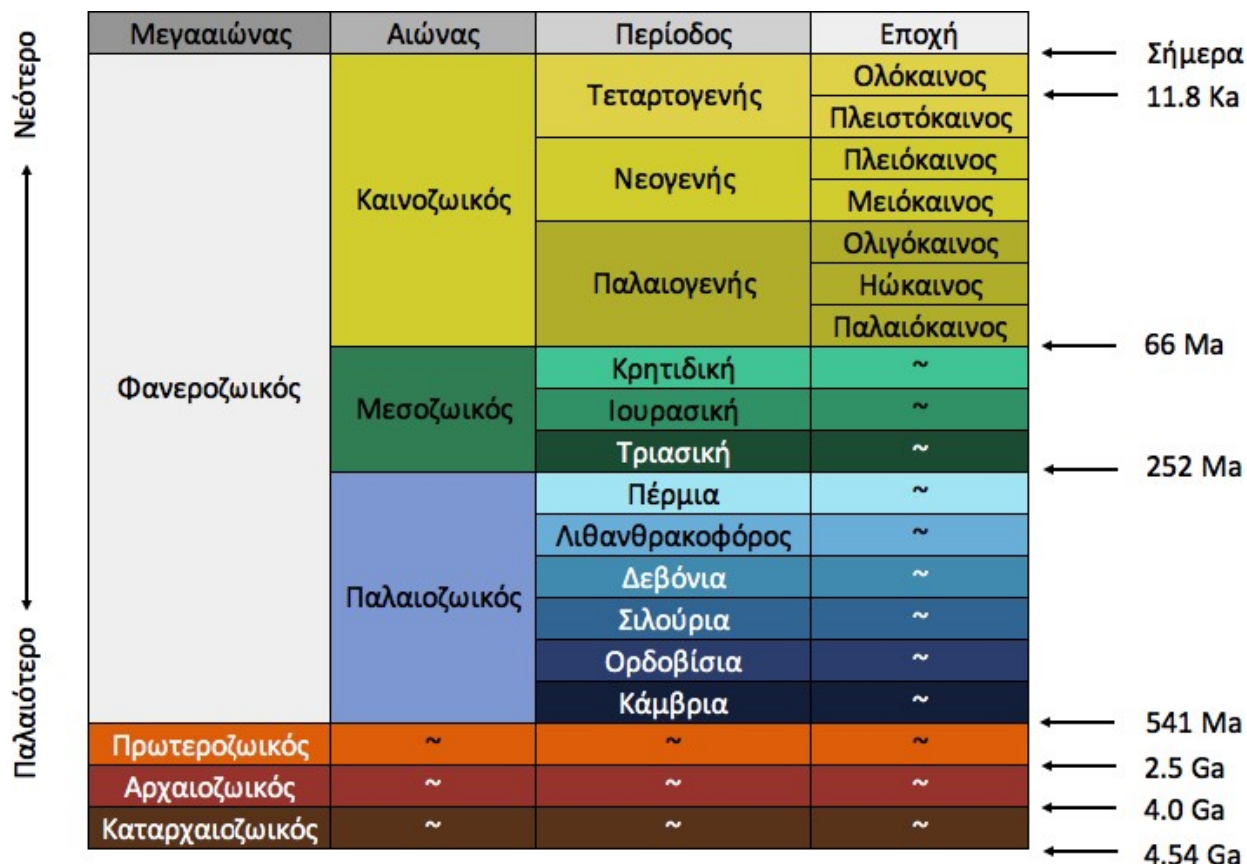 Μεγααιώνας Αιώνας Περίοδος Εποχή
Σήμερα
Νεότερο
Παλαιότερο
Φανεροζωικός
Καινοζωικός
Τεταρτογενής
Ολόκαινος
11.8 Ka
Πλειστόκαινος
Νεογενής
Πλειόκαινος
Μειόκαινος
Παλαιογενής
Ολιγόκαινος
Ηώκαινος
Παλαιόκαινος
66 Ma
Μεσοζωικός
Κρητιδική ~
Ιουρασική ~
Τριασική ~
252 Ma
Παλαιοζωικός
Πέρμια ~
Λιθανθρακοφόρος ~
Δεβόνια ~
Σιλούρια ~
Ορδοβίσια ~
Κάμβρια ~
541 Ma
Πρωτεροζωικός ~ ~ ~
2.5 Ga
Αρχαιοζωικός ~ ~ ~
4.0 Ga
Καταρχαιοζωικός ~ ~ ~
4.54 Ga